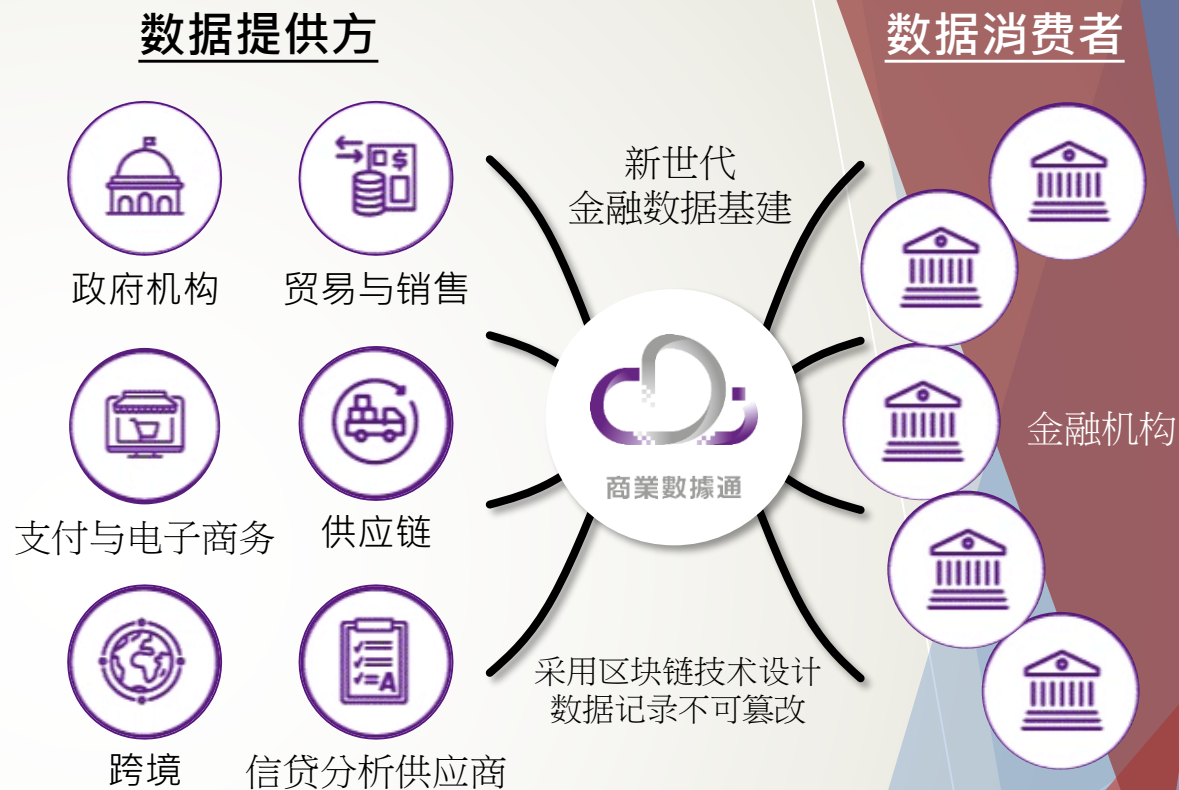 数据提供方
数据消费者
政府机构
贸易与销售
新世代
金融数据基建
支付与电子商务
供应链
商業數據通
金融机构
跨境
信贷分析供应商
采用区块链技术设计
数据记录不可篡改
$
A